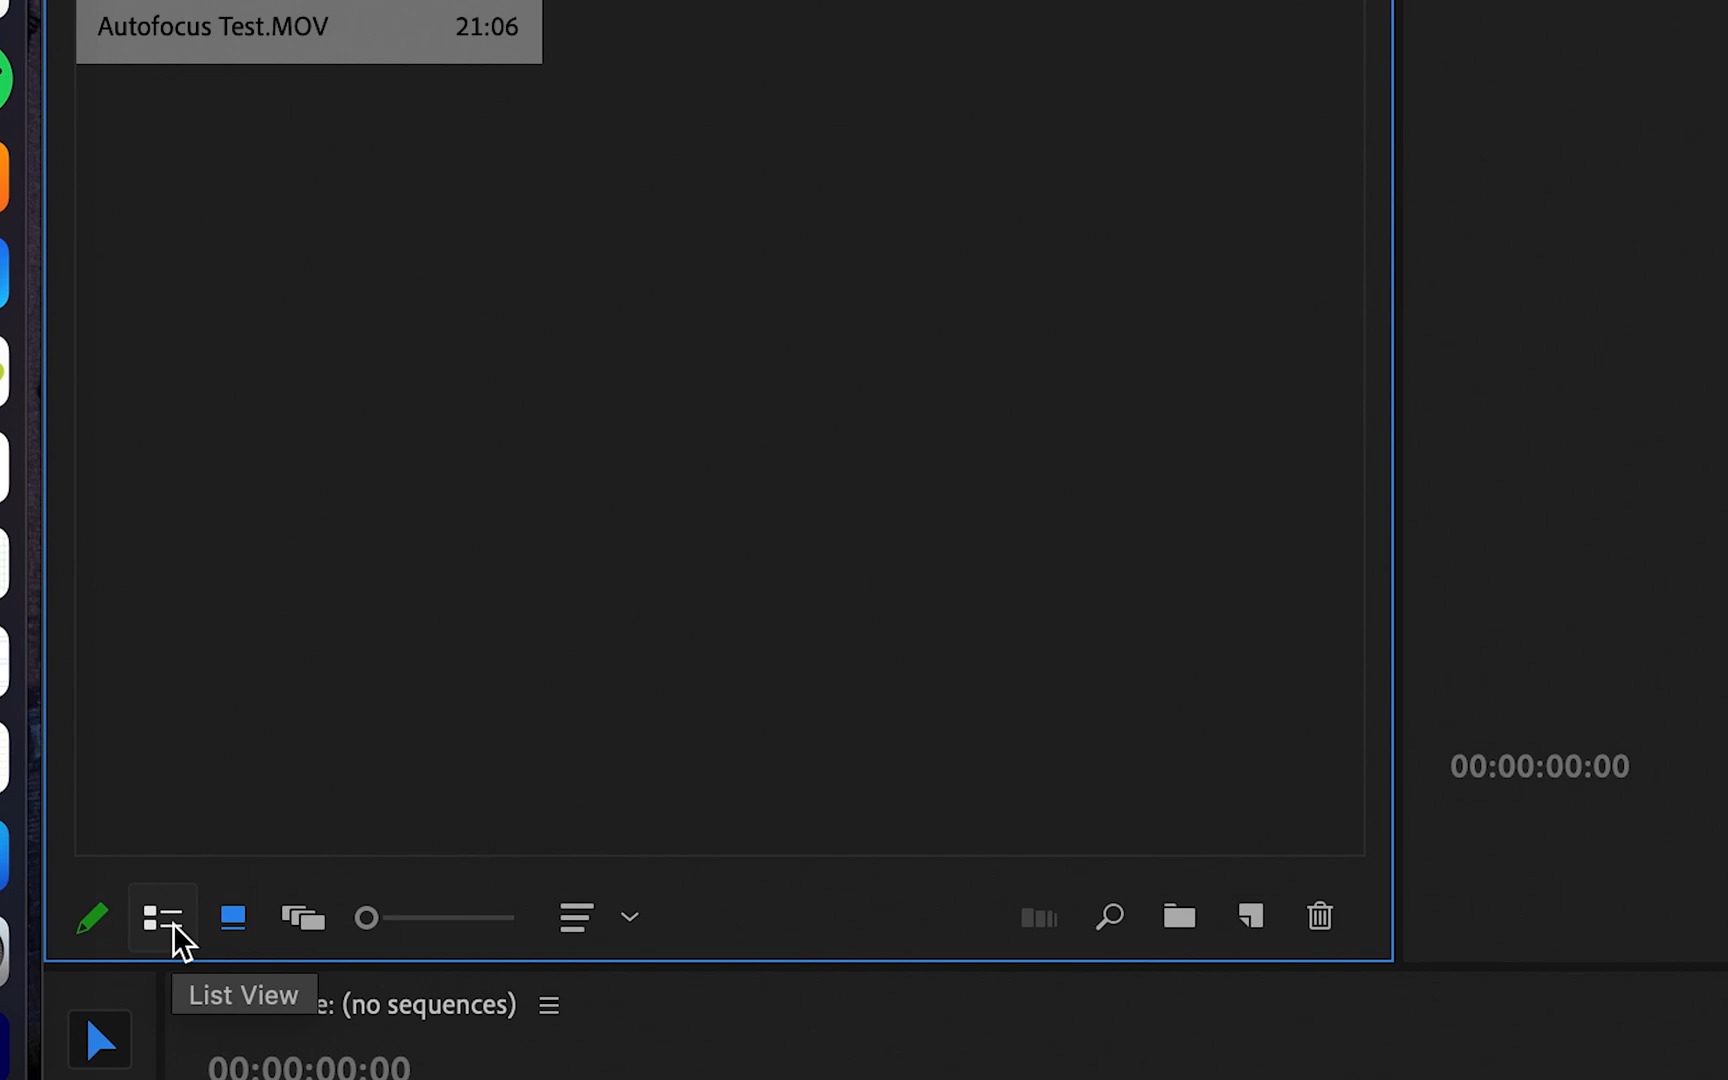 Autofocus Test.MOV 21:06
00:00:00:00
List View
e: (no sequences)
00:00:00:00